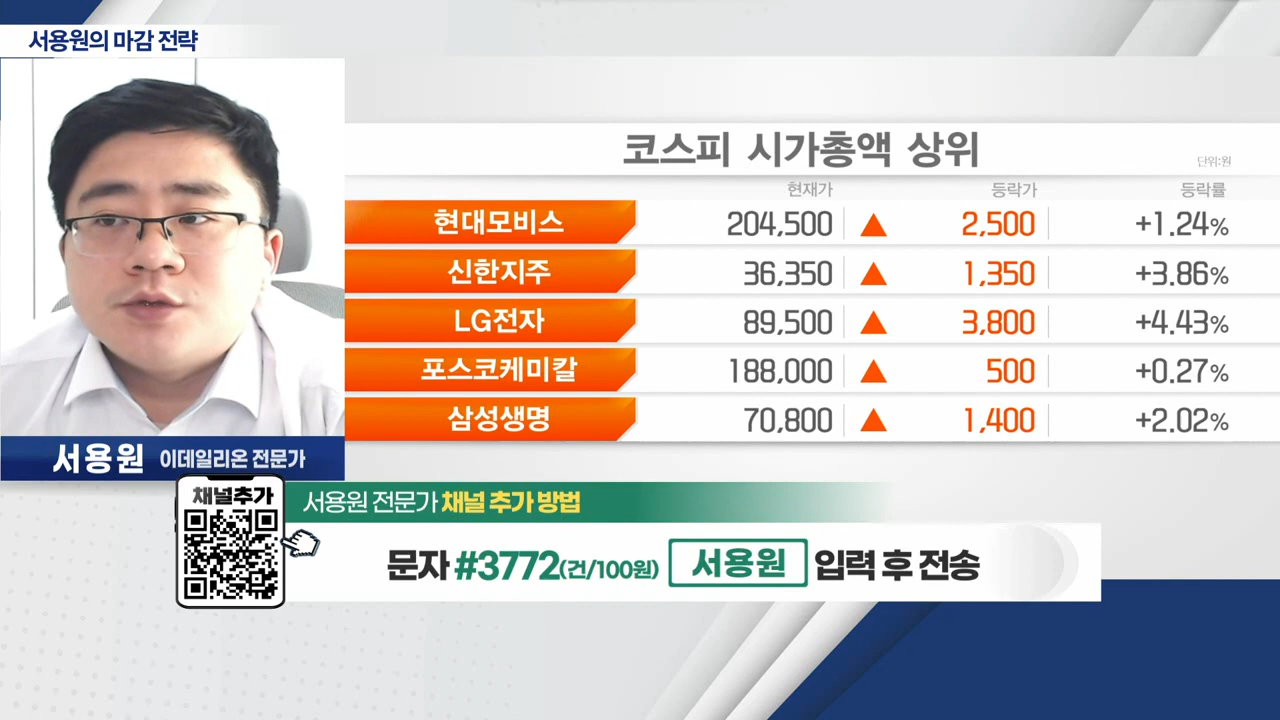 서용원의 마감 전략
코스피 시가총액 상위
단위:원
현재가 등락가 등락률
현대모비스 204,500 ▲ 2,500 +1.24%
신한지주 36,350 ▲ 1,350 +3.86%
LG전자 89,500 ▲ 3,800 +4.43%
포스코케미칼 188,000 ▲ 500 +0.27%
삼성생명 70,800 ▲ 1,400 +2.02%
서용원 이데일리온 전문가
채널추가
서용원 전문가 채널 추가 방법
문자 #3772(건/100원) 서용원 입력 후 전송